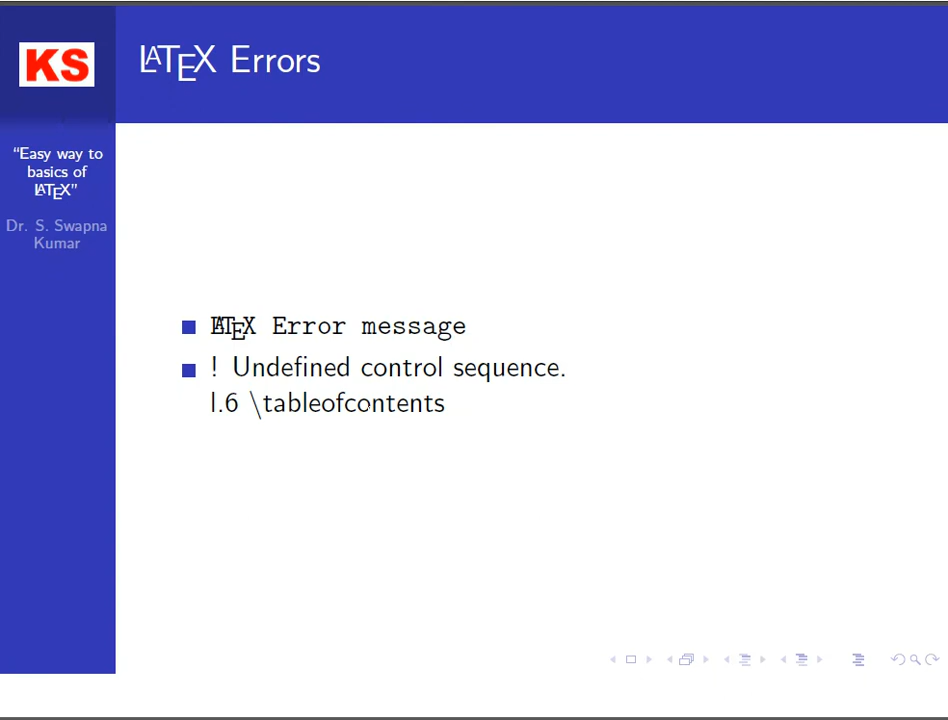 KS
LATEX Errors
"Easy way to
basics of
LATEX"
Dr. S. Swapna
Kumar
LATEX Error message
! Undefined control sequence.
l.6 \tableofcontents